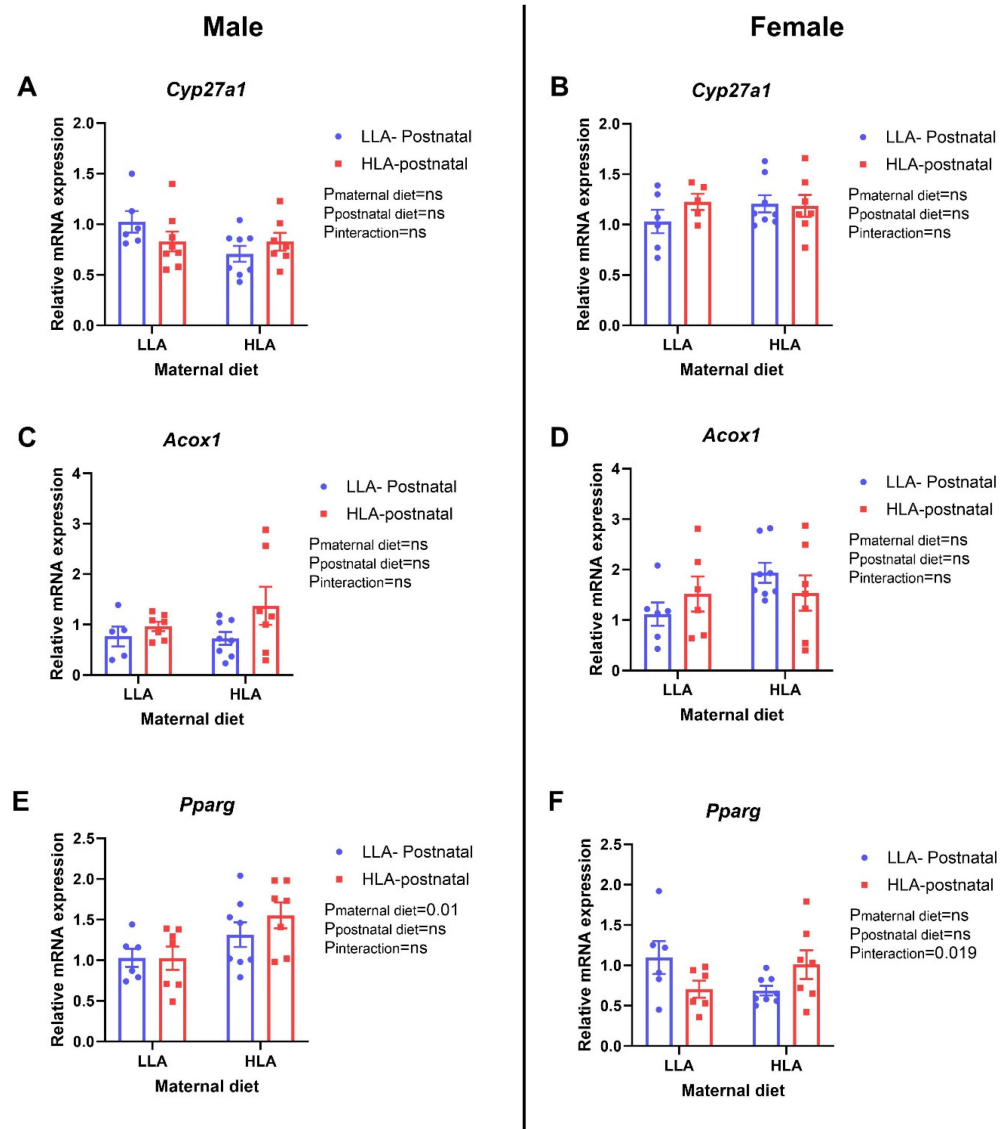 Male
Female
A
Cyp27a1
Relative mRNA expression
2.0
1.5
1.0
0.5
0.0
LLA
HLA
Maternal diet
LLA- Postnatal
HLA-postnatal
Pmaternal diet=ns
Ppostnatal diet=ns
Pinteraction=ns
B
Cyp27a1
Relative mRNA expression
2.0
1.5
1.0
0.5
0.0
LLA
HLA
Maternal diet
LLA- Postnatal
HLA-postnatal
Pmaternal diet=ns
Ppostnatal diet=ns
Pinteraction=ns
C
Acox1
Relative mRNA expression
4
3
2
1
0
LLA
HLA
Maternal diet
LLA- Postnatal
HLA-postnatal
Pmaternal diet=ns
Ppostnatal diet=ns
Pinteraction=ns
D
Acox1
Relative mRNA expression
4
3
2
1
0
LLA
HLA
Maternal diet
LLA- Postnatal
HLA-postnatal
Pmaternal diet=ns
Ppostnatal diet=ns
Pinteraction=ns
E
Pparg
Relative mRNA expression
2.5
2.0
1.5
1.0
0.5
0.0
LLA
HLA
Maternal diet
LLA- Postnatal
HLA-postnatal
Pmaternal diet=0.01
Ppostnatal diet=ns
Pinteraction=ns
F
Pparg
Relative mRNA expression
2.5
2.0
1.5
1.0
0.5
0.0
LLA
HLA
Maternal diet
LLA- Postnatal
HLA-postnatal
Pmaternal diet=ns
Ppostnatal diet=ns
Pinteraction=0.019